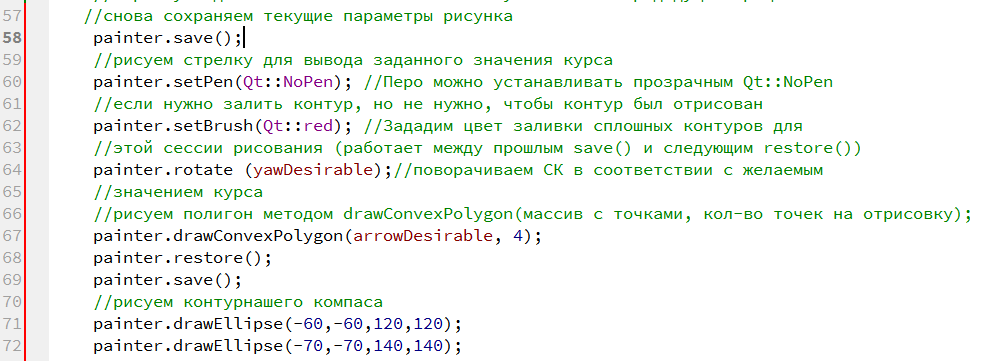 57 //снова сохраняем текущие параметры рисунка
58 painter.save();
59 //рисуем стрелку для вывода заданного значения курса
60 painter.setPen(Qt::NoPen); //Перо можно устанавливать прозрачным Qt::NoPen
61 //если нужно залить контур, но не нужно, чтобы контур был отрисован
62 painter.setBrush(Qt::red); //Зададим цвет заливки сплошных контуров для
63 //этой сессии рисования (работает между прошлым save() и следующим restore())
64 painter.rotate (yawDesirable);//поворачиваем СК в соответствии с желаемым
65 //значением курса
66 //рисуем полигон методом drawConvexPolygon(массив с точками, кол-во точек на отрисовку);
67 painter.drawConvexPolygon(arrowDesirable, 4);
68 painter.restore();
69 painter.save();
70 //рисуем контурнашего компаса
71 painter.drawEllipse(-60,-60,120,120);
72 painter.drawEllipse(-70,-70,140,140);